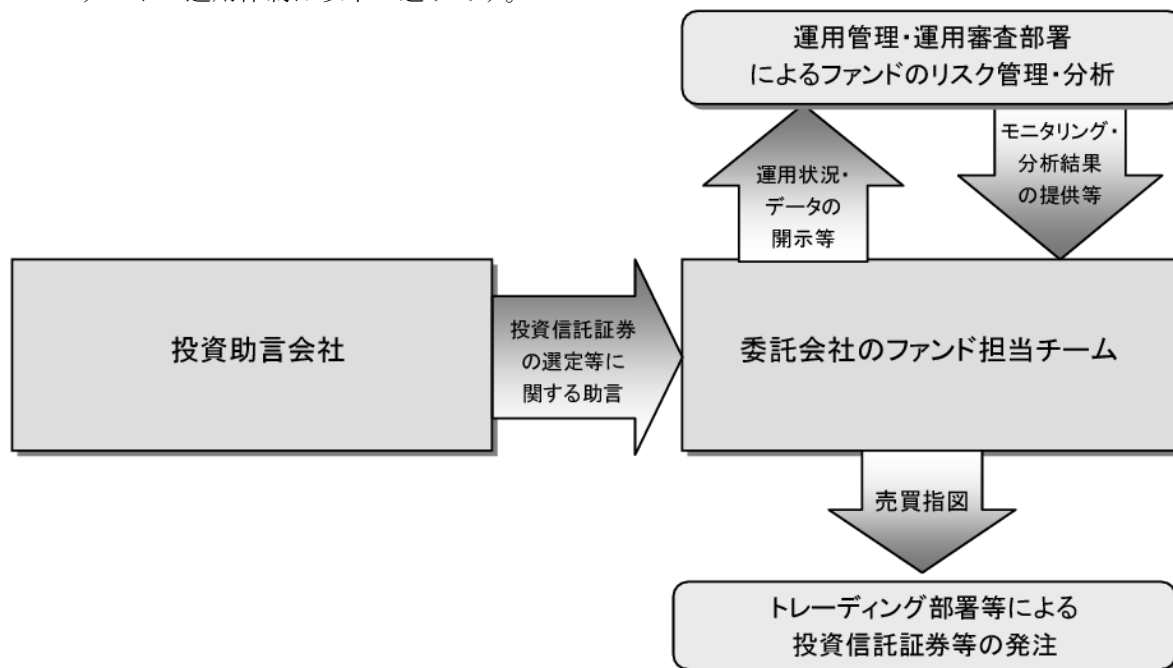 運用管理・運用審査部署
によるファンドのリスク管理・分析
運用状況・
データの
開示等
モニタリング・
分析結果
の提供等
投資助言会社
投資信託証券
の選定等に
関する助言
委託会社のファンド担当チーム
売買指図
トレーディング部署等による
投資信託証券等の発注